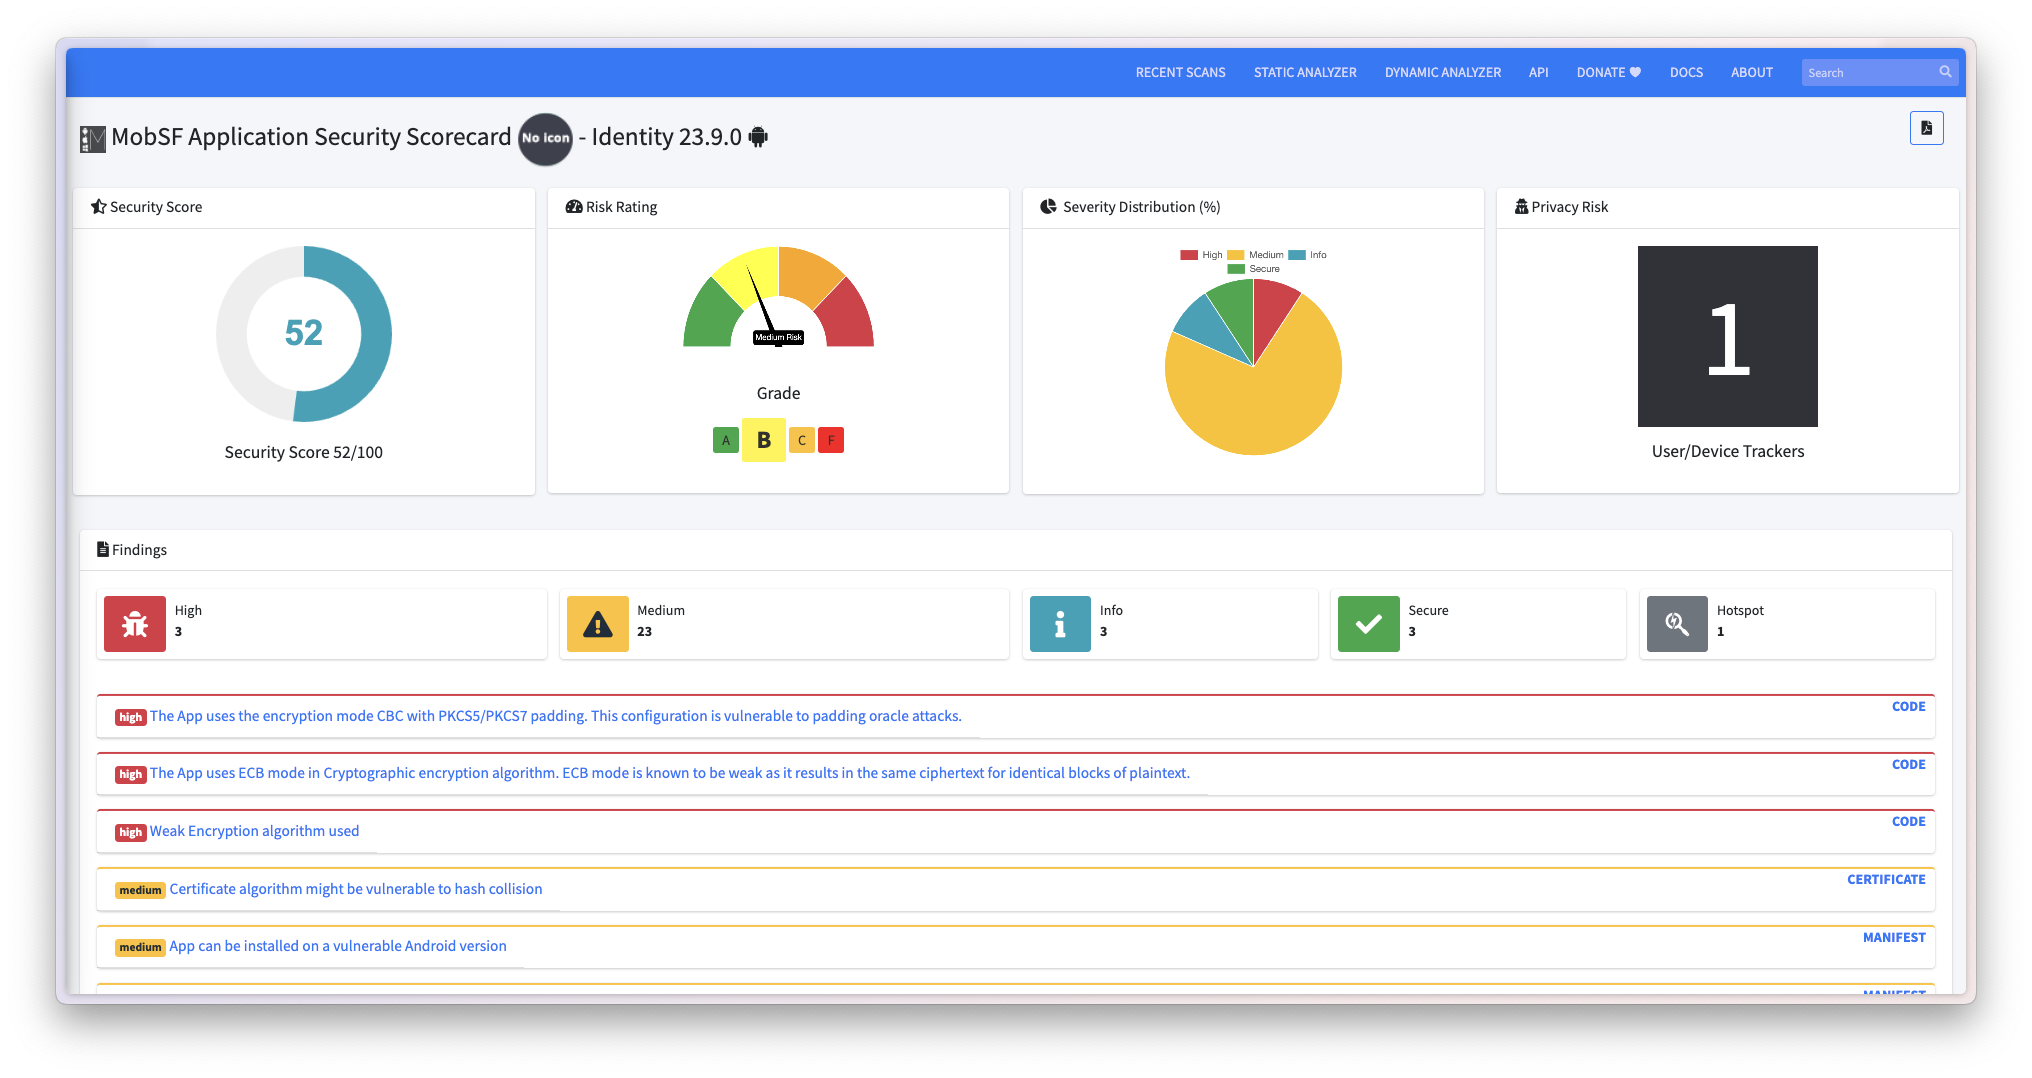 RECENT SCANS STATIC ANALYZER DYNAMIC ANALYZER API DONATE DOCS ABOUT Search
MobSF Application Security Scorecard No icon - Identity 23.9.0
Security Score
52
Security Score 52/100
Risk Rating
Medium Risk
Grade
A B C F
Severity Distribution (%)
High Medium Info
Secure
Privacy Risk
1
User/Device Trackers
Findings
High
3
Medium
23
Info
3
Secure
3
Hotspot
1
high The App uses the encryption mode CBC with PKCS5/PKCS7 padding. This configuration is vulnerable to padding oracle attacks. CODE
high The App uses ECB mode in Cryptographic encryption algorithm. ECB mode is known to be weak as it results in the same ciphertext for identical blocks of plaintext. CODE
high Weak Encryption algorithm used CODE
medium Certificate algorithm might be vulnerable to hash collision CERTIFICATE
medium App can be installed on a vulnerable Android version MANIFEST
MANIFEST